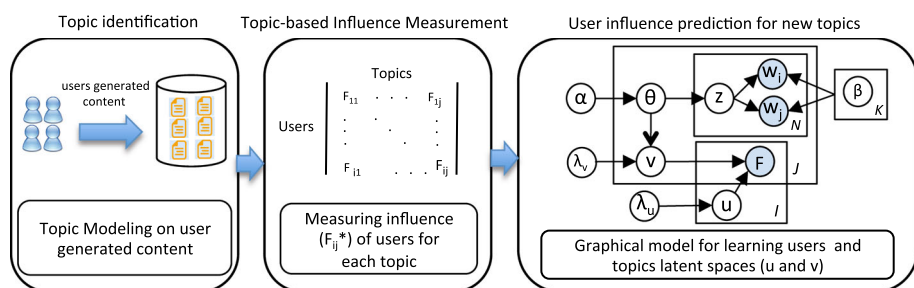 Topic identification
users generated
content
Topic Modeling on user
generated content
Topic-based Influence Measurement
Topics
Users
F11 . . . F1j
. . .
. . .
. . .
Fi1 . . . Fij
Measuring influence
(Fij*) of users for
each topic
User influence prediction for new topics
α
θ
z
wi
wj
N
β
K
λv
v
F
J
λu
u
I
Graphical model for learning users and
topics latent spaces (u and v)